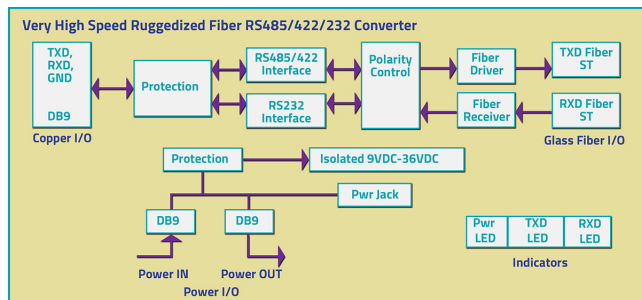 Very High Speed Ruggedized Fiber RS485/422/232 Converter
TXD,
RXD,
GND
DB9
Copper I/O
Protection
RS485/422
Interface
RS232
Interface
Polarity
Control
Fiber
Driver
Fiber
Receiver
TXD Fiber
ST
RXD Fiber
ST
Glass Fiber I/O
Protection
Isolated 9VDC-36VDC
Pwr Jack
DB9
DB9
Power IN
Power OUT
Power I/O
Pwr
LED
TXD
LED
RXD
LED
Indicators